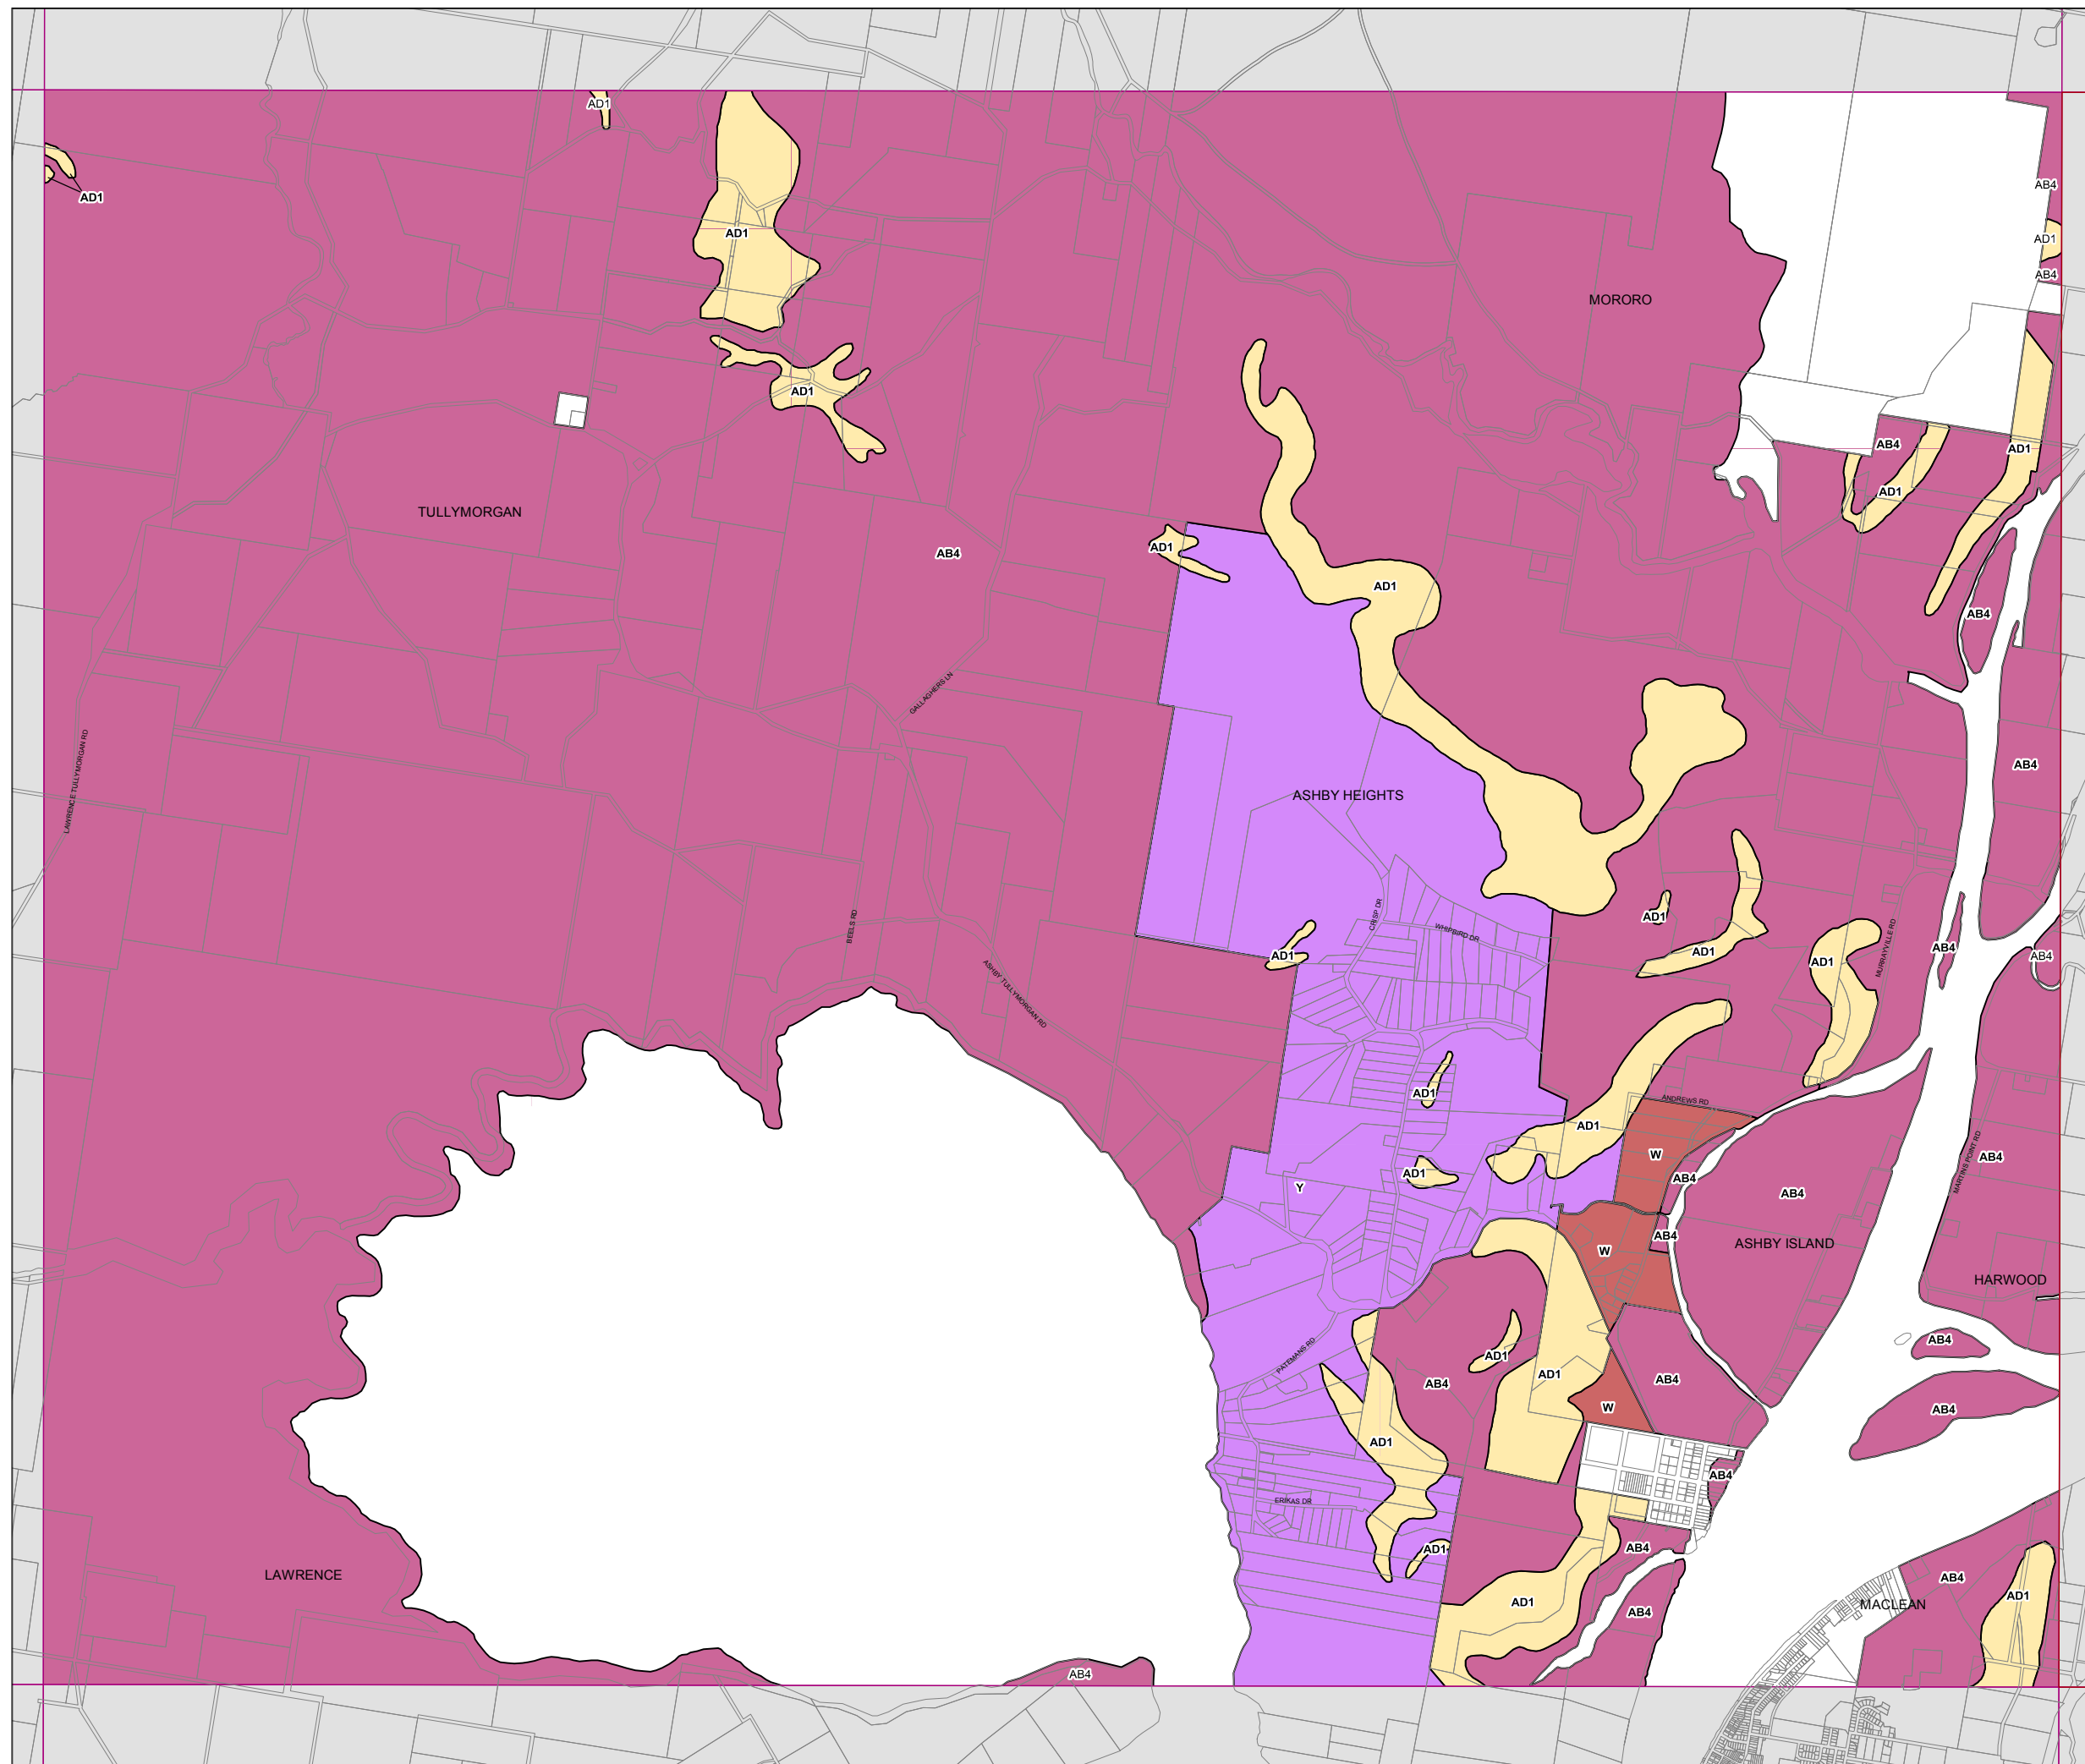 AD1
AD1
AB4
AD1
AD1
AB4
MORORO
AD1
AB4
AD1
AD1
TULLYMORGAN
AB4
AD1
AD1
AB4
GALLAGHERS LN
LAWRENCE TULLYMORGAN RD
AB4
ASHBY HEIGHTS
CRISP DR
WHIPBIRD DR
BEELS RD
AD1
AD1
AD1
AD1
MURRAYVILLE RD
AB4
AB4
ASHBY TULLYMORGAN RD
AD1
ANDREWS RD
AD1
W
MARTINS POINT RD
AB4
AD1
AB4
AB4
Y
AB4
W
ASHBY ISLAND
HARWOOD
AB4
PATEMANS RD
AD1
AD1
AB4
AB4
W
AB4
AD1
AB4
ERIKAS DR
AD1
AB4
LAWRENCE
AB4
AD1
AD1
MACLEAN
AB4
AB4